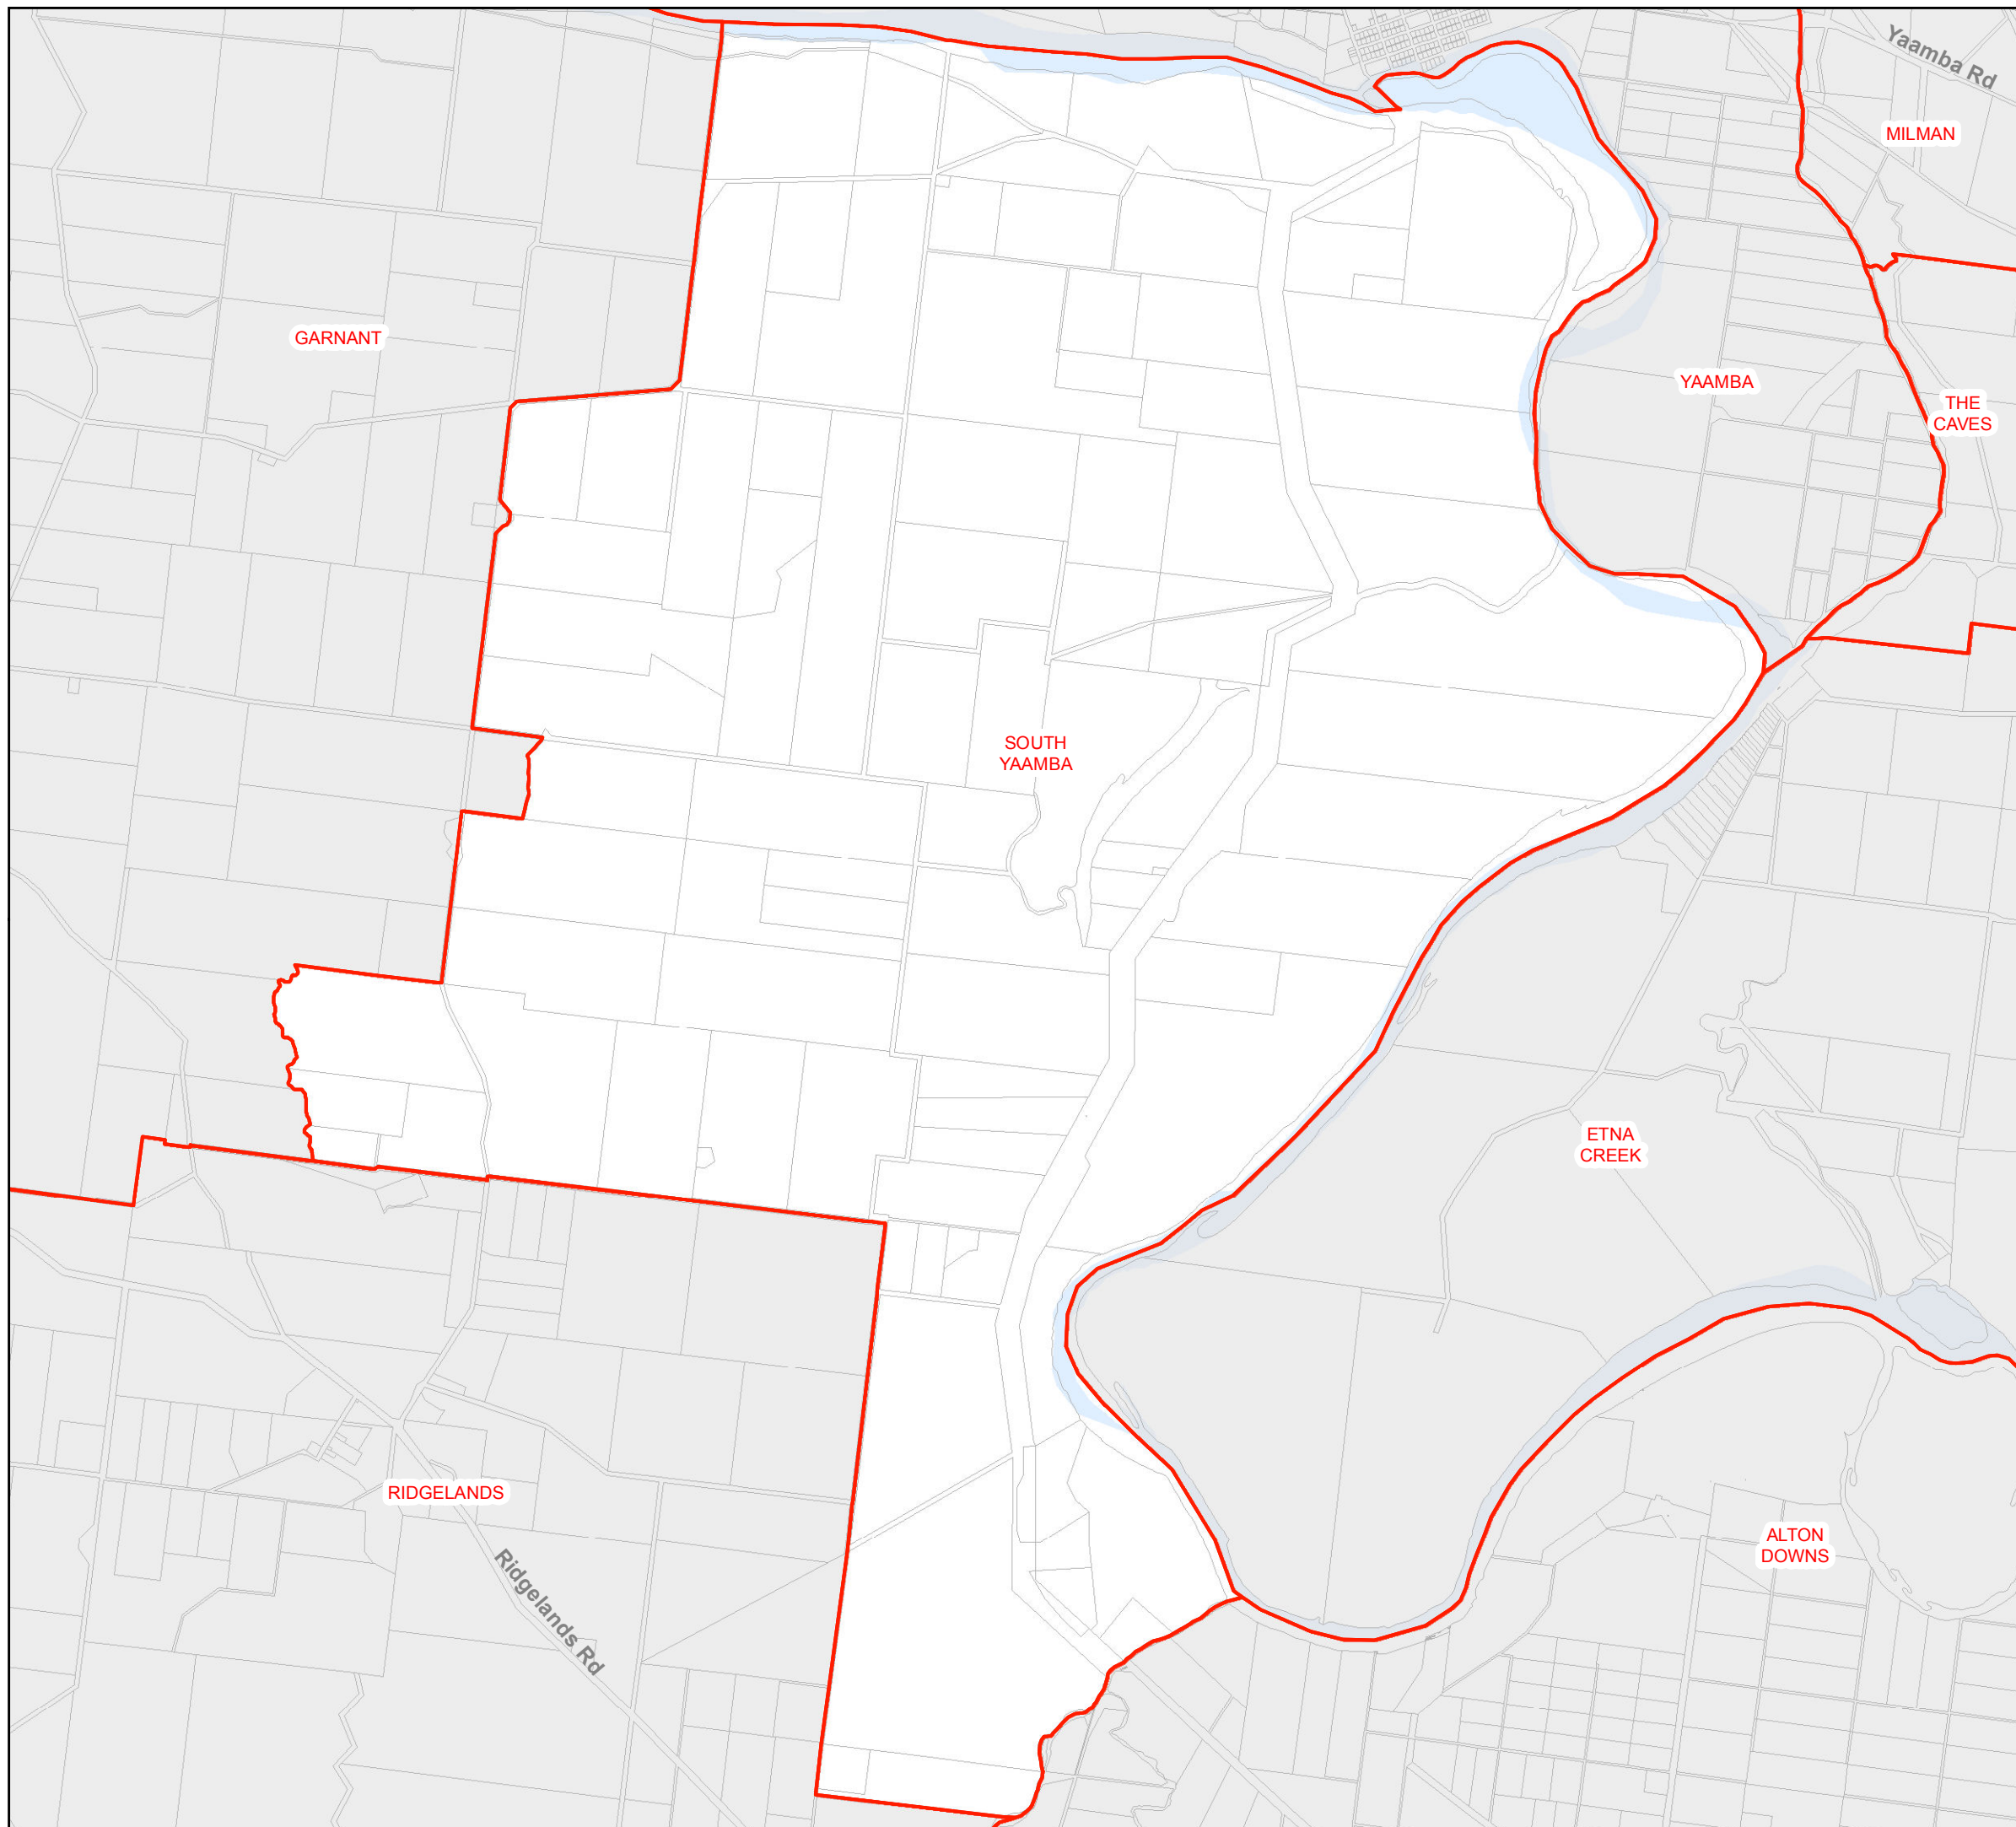 Yaamba Rd
MILMAN
GARNANT
YAAMBA
THE
CAVES
SOUTH
YAAMBA
ETNA
CREEK
RIDGELANDS
ALTON
DOWNS
Ridgelands Rd